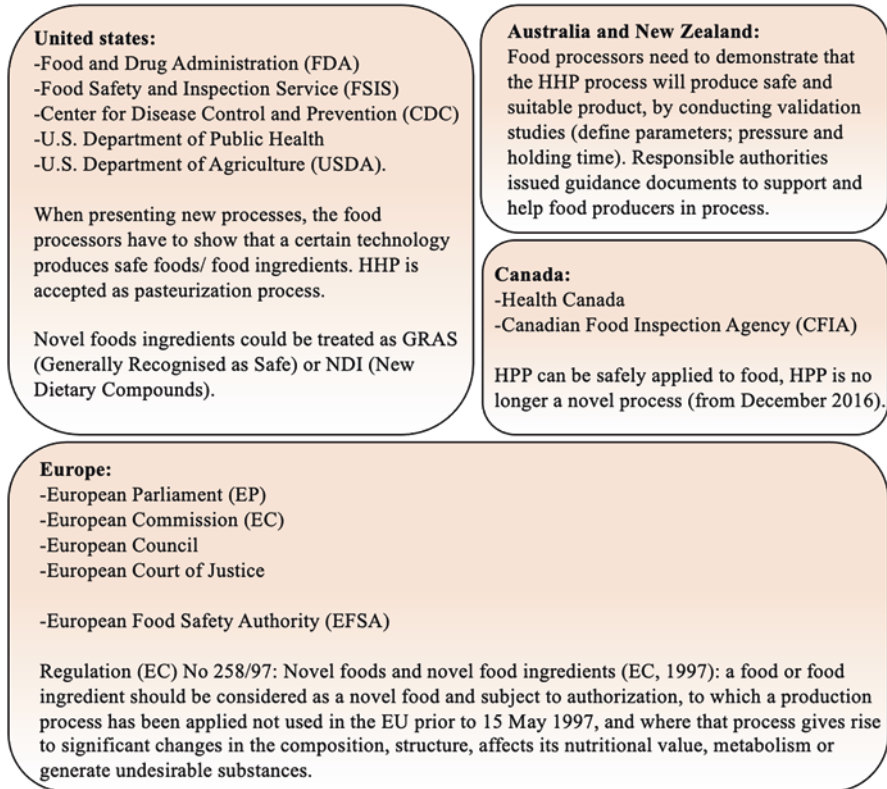 United states:
-Food and Drug Administration (FDA)
-Food Safety and Inspection Service (FSIS)
-Center for Disease Control and Prevention (CDC)
-U.S. Department of Public Health
-U.S. Department of Agriculture (USDA).
When presenting new processes, the food
processors have to show that a certain technology
produces safe foods/ food ingredients. HHP is
accepted as pasteurization process.
Novel foods ingredients could be treated as GRAS
(Generally Recognised as Safe) or NDI (New
Dietary Compounds).
Australia and New Zealand:
Food processors need to demonstrate that
the HHP process will produce safe and
suitable product, by conducting validation
studies (define parameters; pressure and
holding time). Responsible authorities
issued guidance documents to support and
help food producers in process.
Canada:
-Health Canada
-Canadian Food Inspection Agency (CFIA)
HPP can be safely applied to food, HPP is no
longer a novel process (from December 2016).
Europe:
-European Parliament (EP)
-European Commission (EC)
-European Council
-European Court of Justice
-European Food Safety Authority (EFSA)
Regulation (EC) No 258/97: Novel foods and novel food ingredients (EC, 1997): a food or food
ingredient should be considered as a novel food and subject to authorization, to which a production
process has been applied not used in the EU prior to 15 May 1997, and where that process gives rise
to significant changes in the composition, structure, affects its nutritional value, metabolism or
generate undesirable substances.